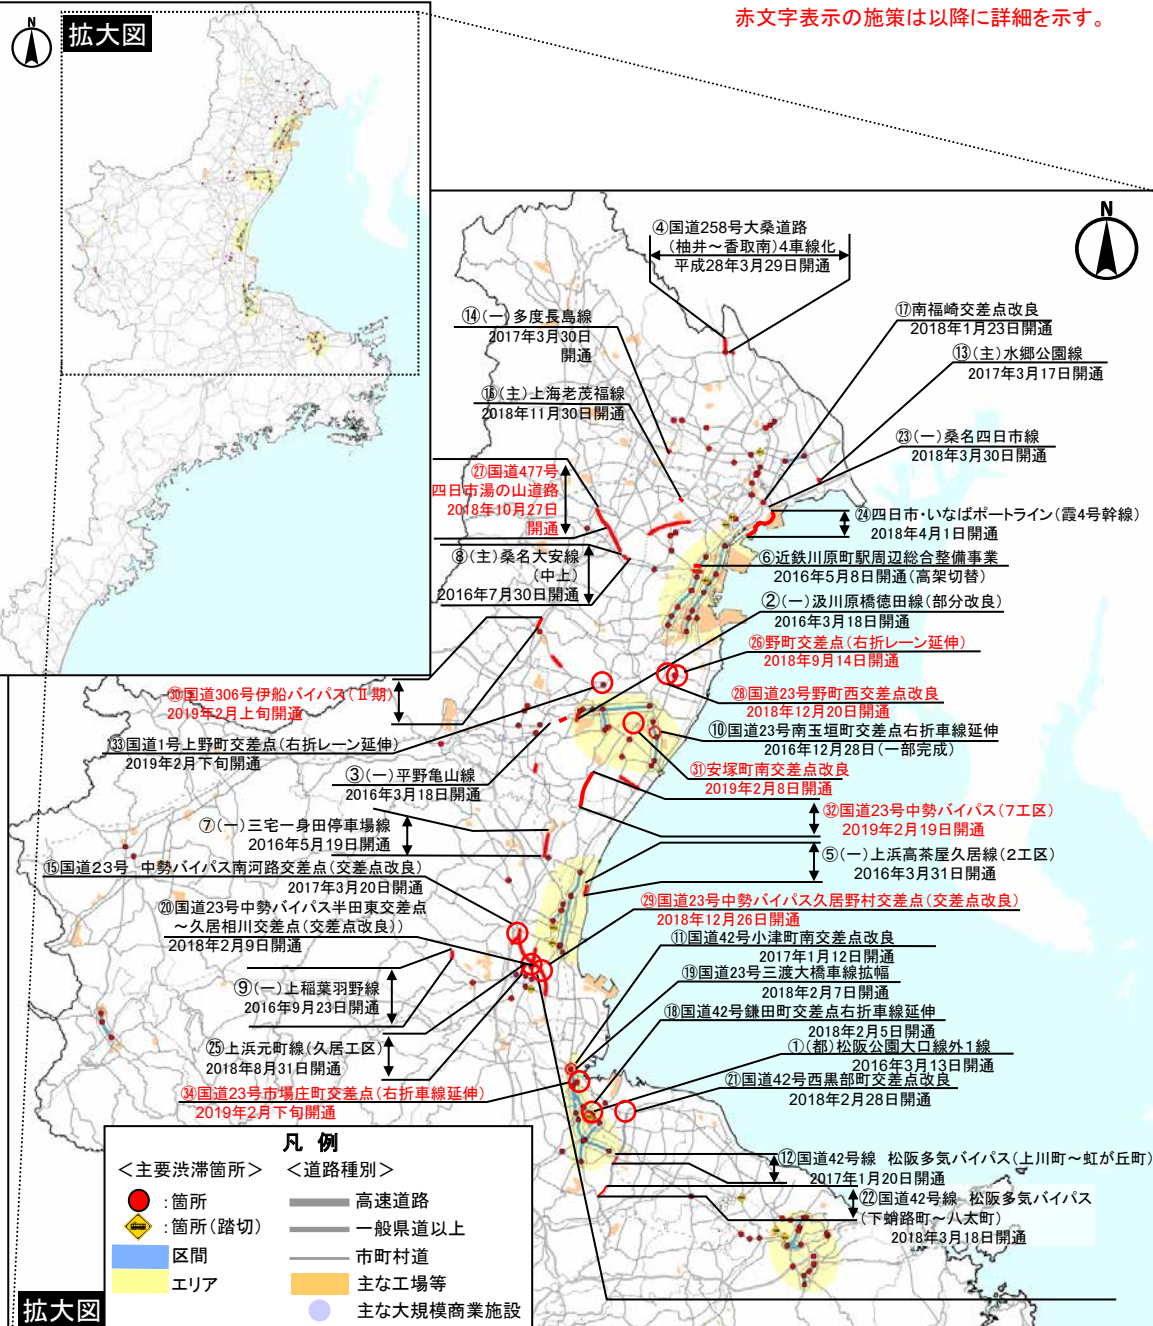 赤文字表示の施策は以降に詳細を示す。
N
拡大図
N
④国道258号大桑道路
(柚井～香取南)4車線化
平成28年3月29日開通
⑭(一)多度長島線
2017年3月30日
開通
⑰南福崎交差点改良
2018年1月23日開通
⑬(主)水郷公園線
2017年3月17日開通
⑯(主)上海老茂福線
2018年11月30日開通
㉓(一)桑名四日市線
2018年3月30日開通
㉗国道477号
四日市湯の山道路
2018年10月27日
開通
㉔四日市・いなばポートライン(霞4号幹線)
2018年4月1日開通
⑧(主)桑名大安線
(中上)
2016年7月30日開通
⑥近鉄川原町駅周辺総合整備事業
2016年5月8日開通(高架切替)
②(一)汲川原橋徳田線(部分改良)
2016年3月18日開通
㉖野町交差点(右折レーン延伸)
2018年9月14日開通
㉚国道306号伊船バイパス(Ⅱ期)
2019年2月上旬開通
㉘国道23号野町西交差点改良
2018年12月20日開通
㉝国道1号上野町交差点(右折レーン延伸)
2019年2月下旬開通
⑩国道23号南玉垣町交差点右折車線延伸
2016年12月28日(一部完成)
③(一)平野亀山線
2016年3月18日開通
㉛安塚町南交差点改良
2019年2月8日開通
㉜国道23号中勢バイパス(7工区)
2019年2月19日開通
⑦(一)三宅一身田停車場線
2016年5月19日開通
⑤(一)上浜高茶屋久居線(2工区)
2016年3月31日開通
⑮国道23号 中勢バイパス南河路交差点(交差点改良)
2017年3月20日開通
⑳国道23号中勢バイパス半田東交差点
～久居相川交差点(交差点改良))
2018年2月9日開通
㉙国道23号中勢バイパス久居野村交差点(交差点改良)
2018年12月26日開通
⑪国道42号小津町南交差点改良
2017年1月12日開通
⑲国道23号三渡大橋車線拡幅
2018年2月7日開通
⑨(一)上稲葉羽野線
2016年9月23日開通
⑱国道42号鎌田町交差点右折車線延伸
2018年2月5日開通
㉕上浜元町線(久居工区)
2018年8月31日開通
①(都)松阪公園大口線外1線
2016年3月13日開通
㉑国道42号西黒部町交差点改良
2018年2月28日開通
㉞国道23号市場庄町交差点(右折車線延伸)
2019年2月下旬開通
⑫国道42号線 松阪多気バイパス(上川町～虹が丘町)
2017年1月20日開通
㉒国道42号線 松阪多気バイパス
(下蛸路町～八太町)
2018年3月18日開通
凡 例
＜主要渋滞箇所＞ ＜道路種別＞
:箇所 高速道路
:箇所(踏切) 一般県道以上
区間 市町村道
エリア 主な工場等
主な大規模商業施設
拡大図